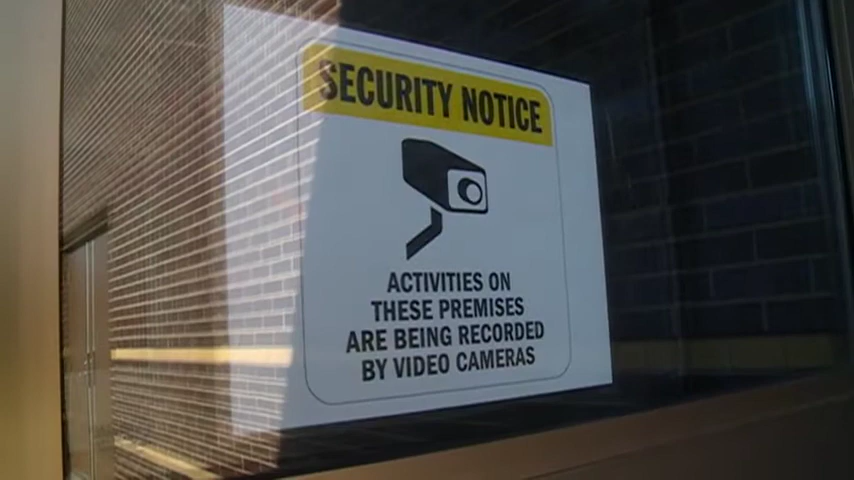 SECURITY NOTICE
ACTIVITIES ON
THESE PREMISES
ARE BEING RECORDED
BY VIDEO CAMERAS